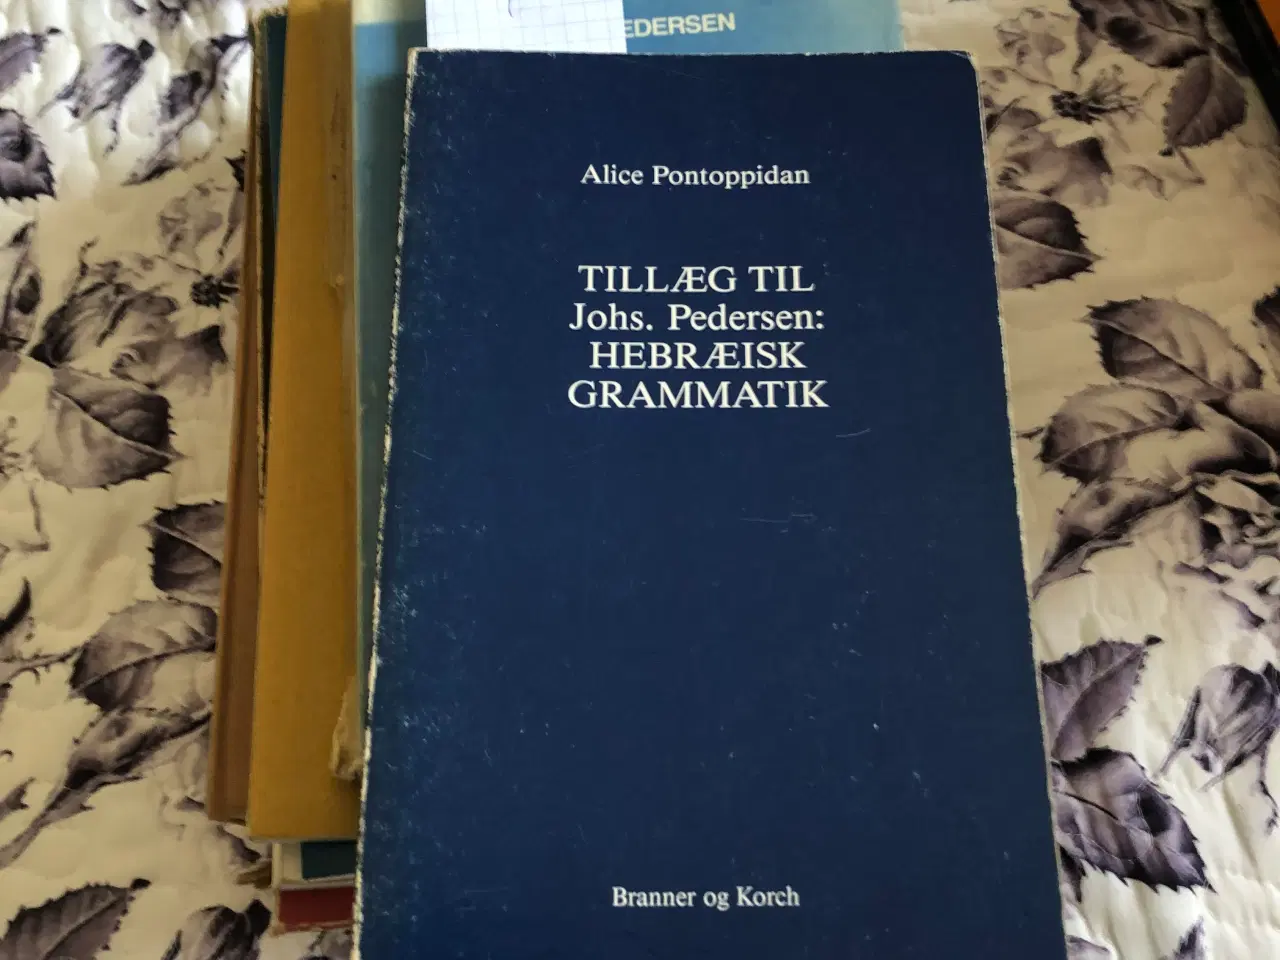 EDERSEN
Alice Pontoppidan
TILLÆG TIL
Johs. Pedersen:
HEBRÆISK
GRAMMATIK
Branner og Korch